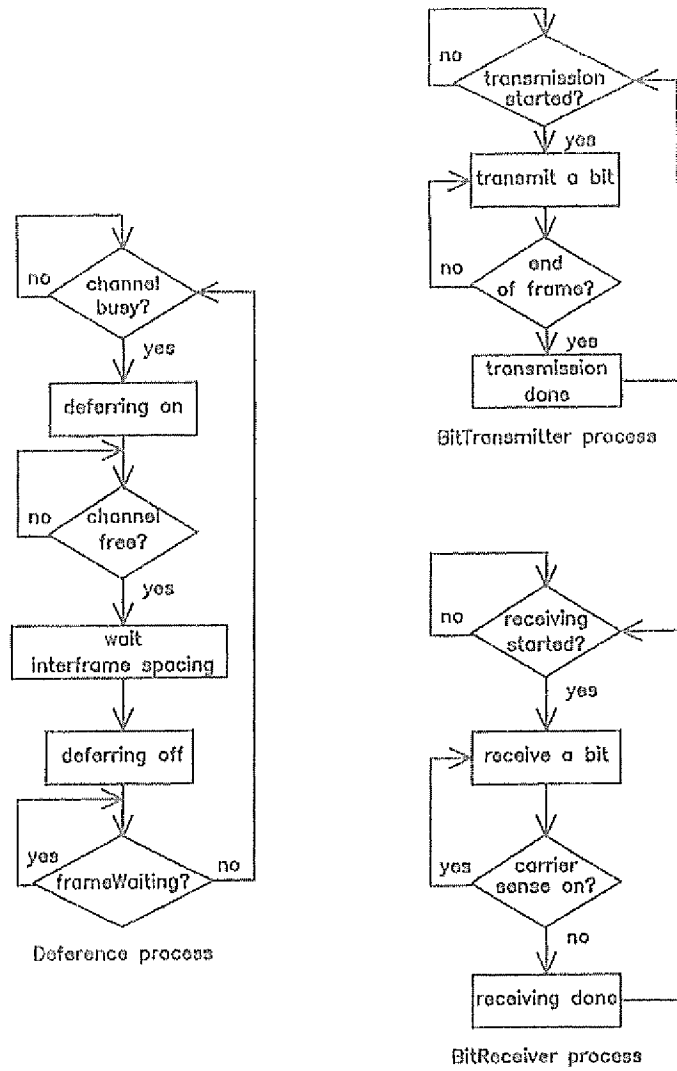 no
channel
busy?
yes
deferring on
no
channel
free?
yes
wait
interframe spacing
deferring off
yes
frameWaiting?
no
Deference process
no
transmission
started?
yes
transmit a bit
no
end
of frame?
yes
transmission
done
BitTransmitter process
no
receiving
started?
yes
receive a bit
yes
carrier
sense on?
no
receiving done
BitReceiver process